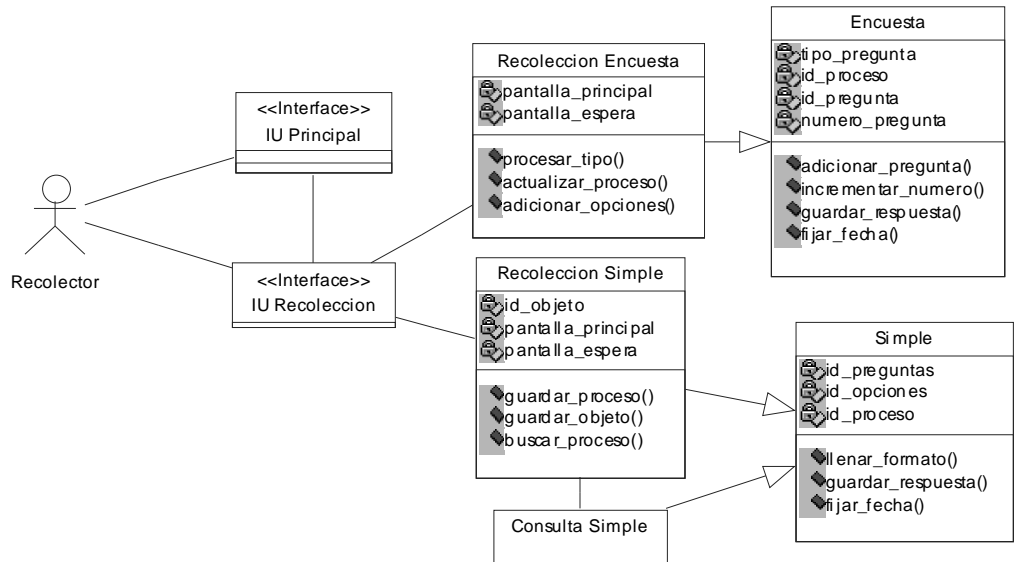 Encuesta
tipo_pregunta
id_proceso
id_pregunta
numero_pregunta
adicionar_pregunta()
incrementar_numero()
guardar_respuesta()
fijar_fecha()
Recoleccion Encuesta
pantalla_principal
pantalla_espera
procesar_tipo()
actualizar_proceso()
adicionar_opciones()
<<Interface>>
IU Principal
Recolector
<<Interface>>
IU Recoleccion
Recoleccion Simple
id_objeto
pantalla_principal
pantalla_espera
guardar_proceso()
guardar_objeto()
buscar_proceso()
Simple
id_preguntas
id_opciones
id_proceso
llenar_formato()
guardar_respuesta()
fijar_fecha()
Consulta Simple